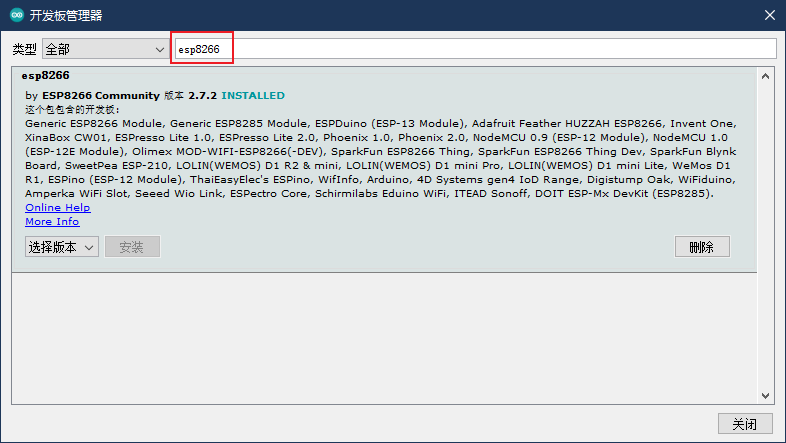 开发板管理器
类型 全部 esp8266
esp8266
by ESP8266 Community 版本 2.7.2 INSTALLED
这个包包含的开发板:
Generic ESP8266 Module, Generic ESP8285 Module, ESPDuino (ESP-13 Module), Adafruit Feather HUZZAH ESP8266, Invent One,
XinaBox CW01, ESPresso Lite 1.0, ESPresso Lite 2.0, Phoenix 1.0, Phoenix 2.0, NodeMCU 0.9 (ESP-12 Module), NodeMCU 1.0
(ESP-12E Module), Olimex MOD-WIFI-ESP8266(-DEV), SparkFun ESP8266 Thing, SparkFun ESP8266 Thing Dev, SparkFun Blynk
Board, SweetPea ESP-210, LOLIN(WEMOS) D1 R2 & mini, LOLIN(WEMOS) D1 mini Pro, LOLIN(WEMOS) D1 mini Lite, WeMos D1
R1, ESPino (ESP-12 Module), ThaiEasyElec's ESPino, WifInfo, Arduino, 4D Systems gen4 IoD Range, Digistump Oak, WiFiduino,
Amperka WiFi Slot, Seeed Wio Link, ESPectro Core, Schirmilabs Eduino WiFi, ITEAD Sonoff, DOIT ESP-Mx DevKit (ESP8285).
Online Help
More Info
选择版本 安装 删除
关闭